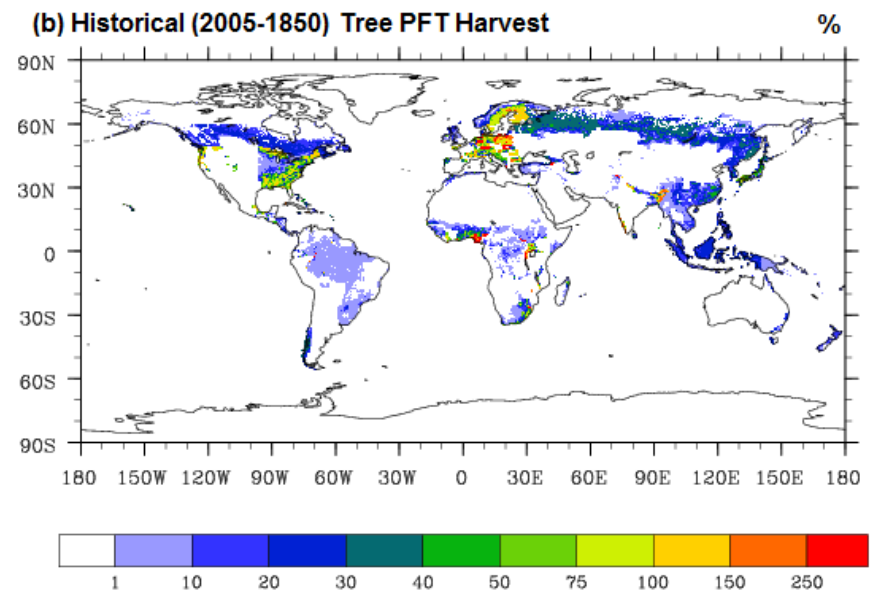 (b) Historical (2005-1850) Tree PFT Harvest %
90N
60N
30N
0
30S
60S
90S
180 150W 120W 90W 60W 30W 0 30E 60E 90E 120E 150E 180
1 10 20 30 40 50 75 100 150 250